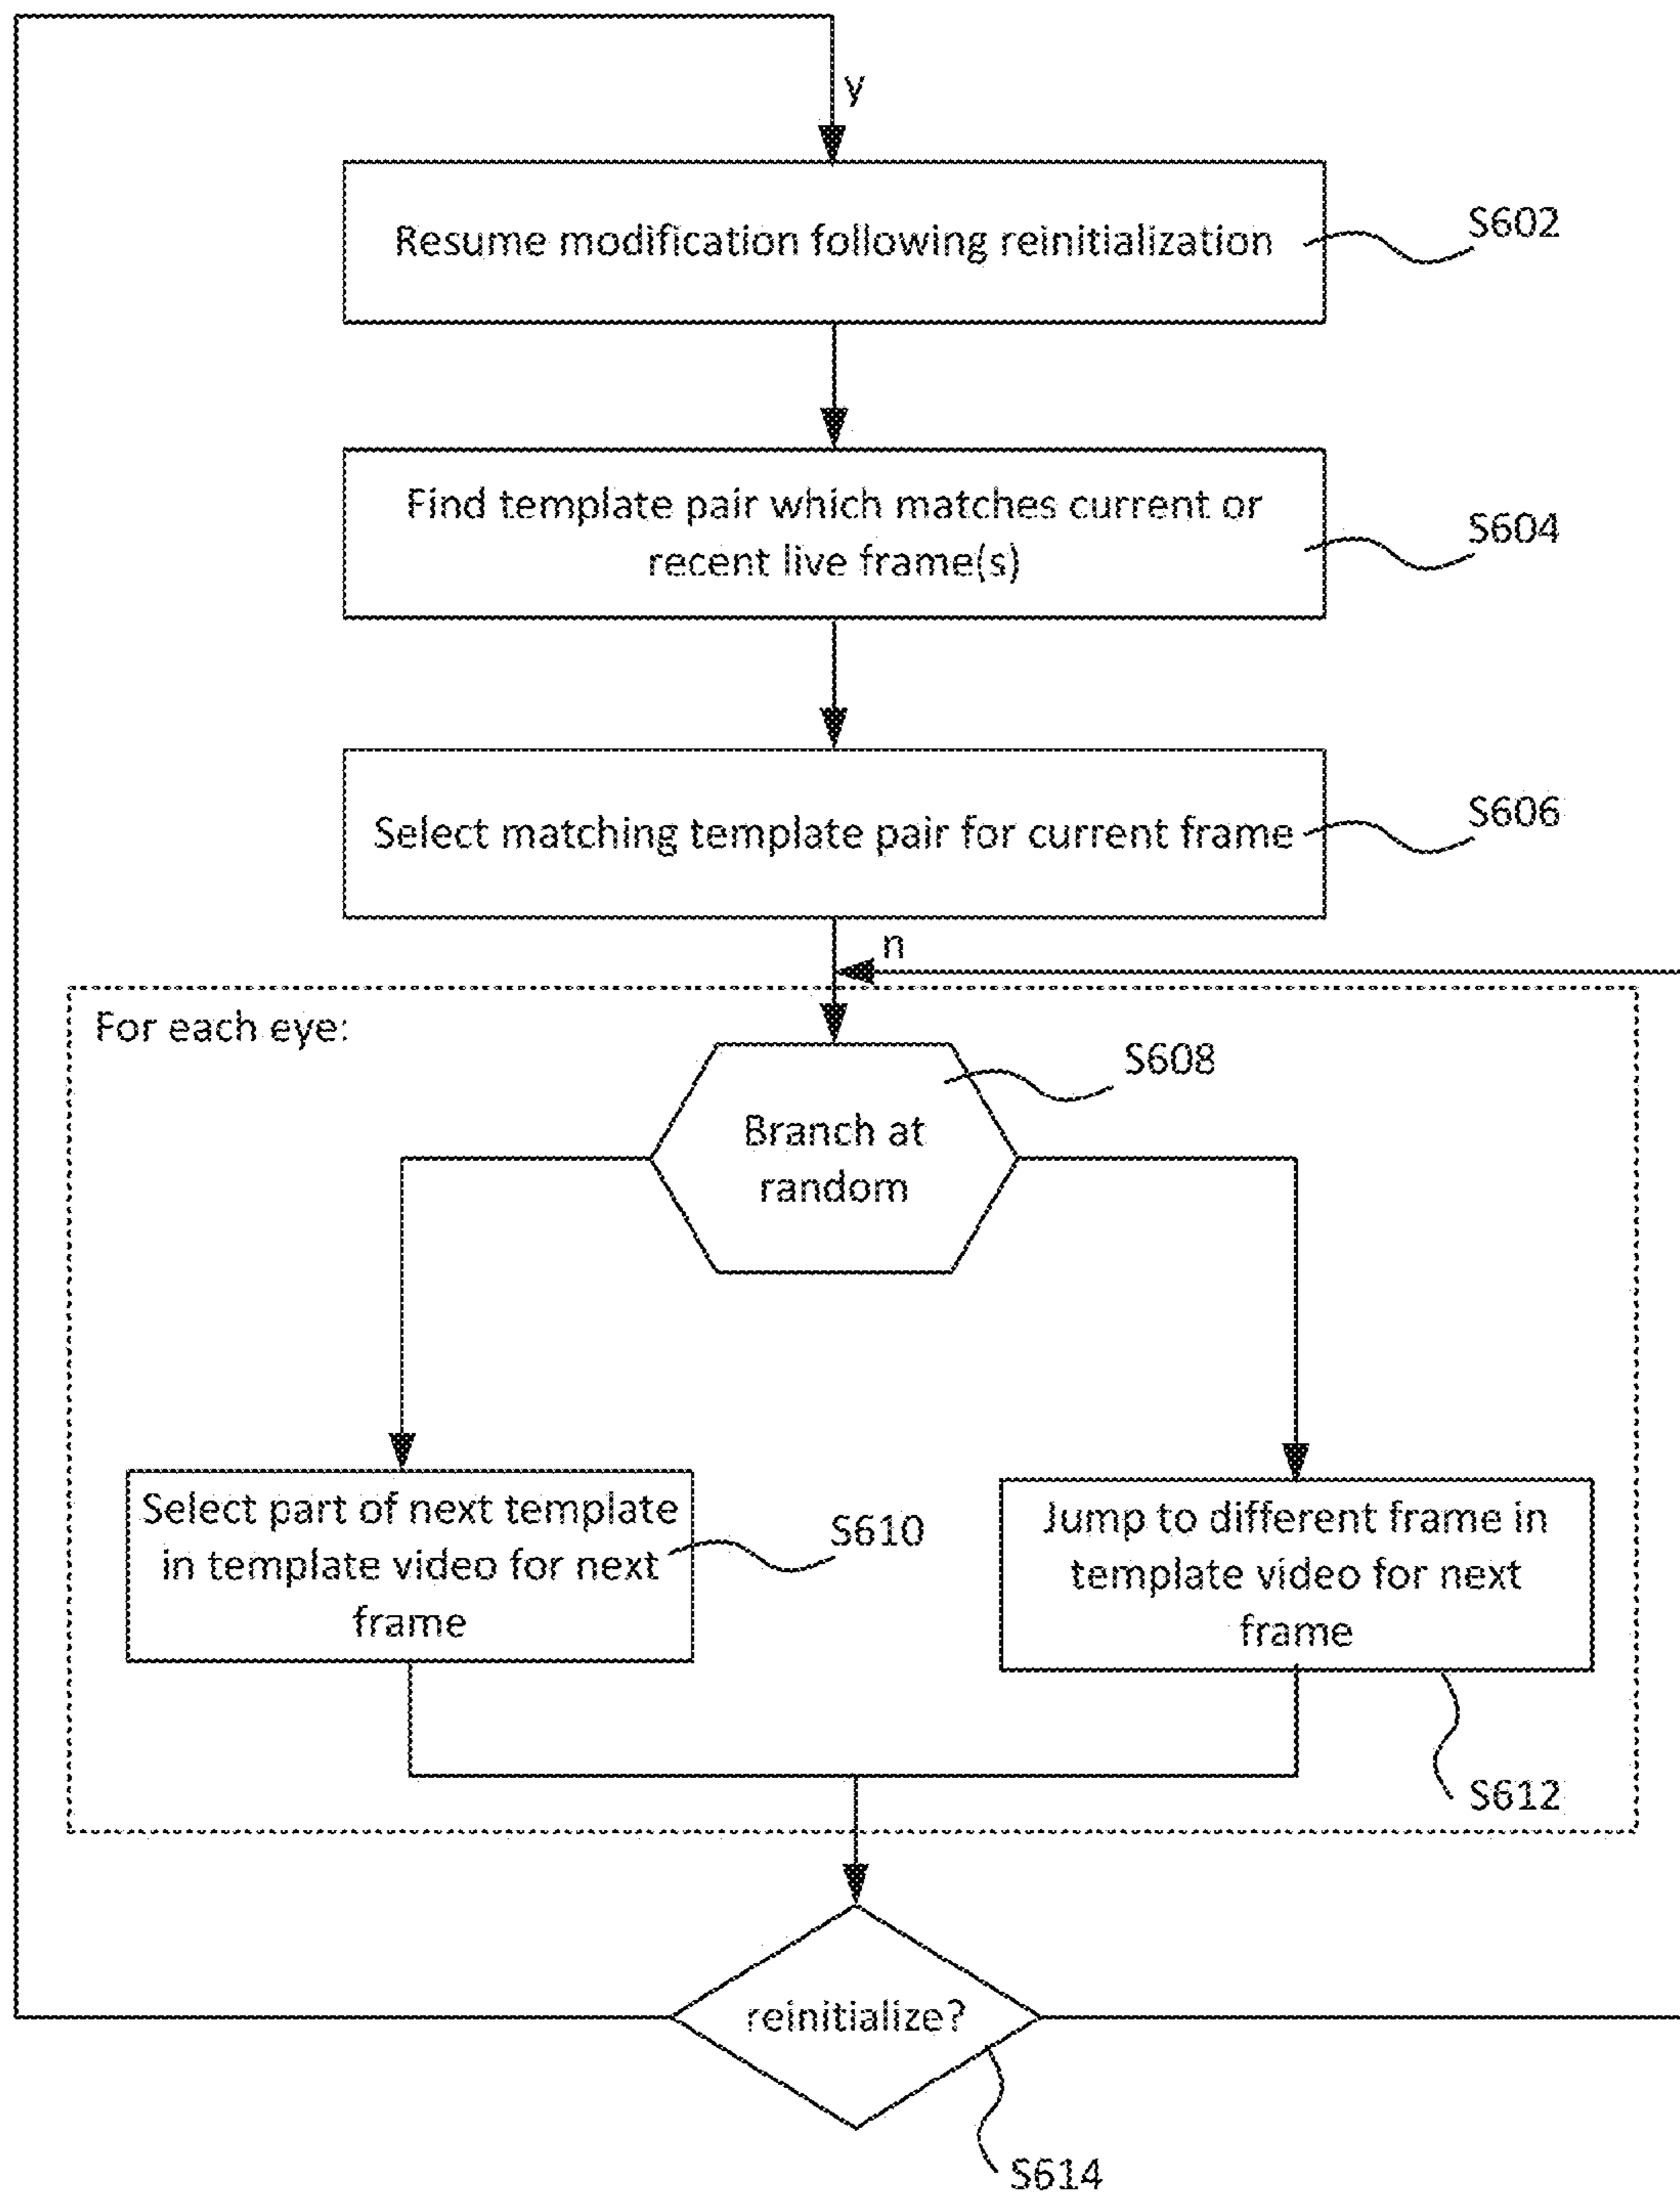 y
Resume modification following reinitialization
S602
Find template pair which matches current or
recent live frame(s)
S604
Select matching template pair for current frame
S606
n
For each eye:
S608
Branch at
random
Select part of next template
in template video for next
frame
S610
Jump to different frame in
template video for next
frame
S612
reinitialize?
S614